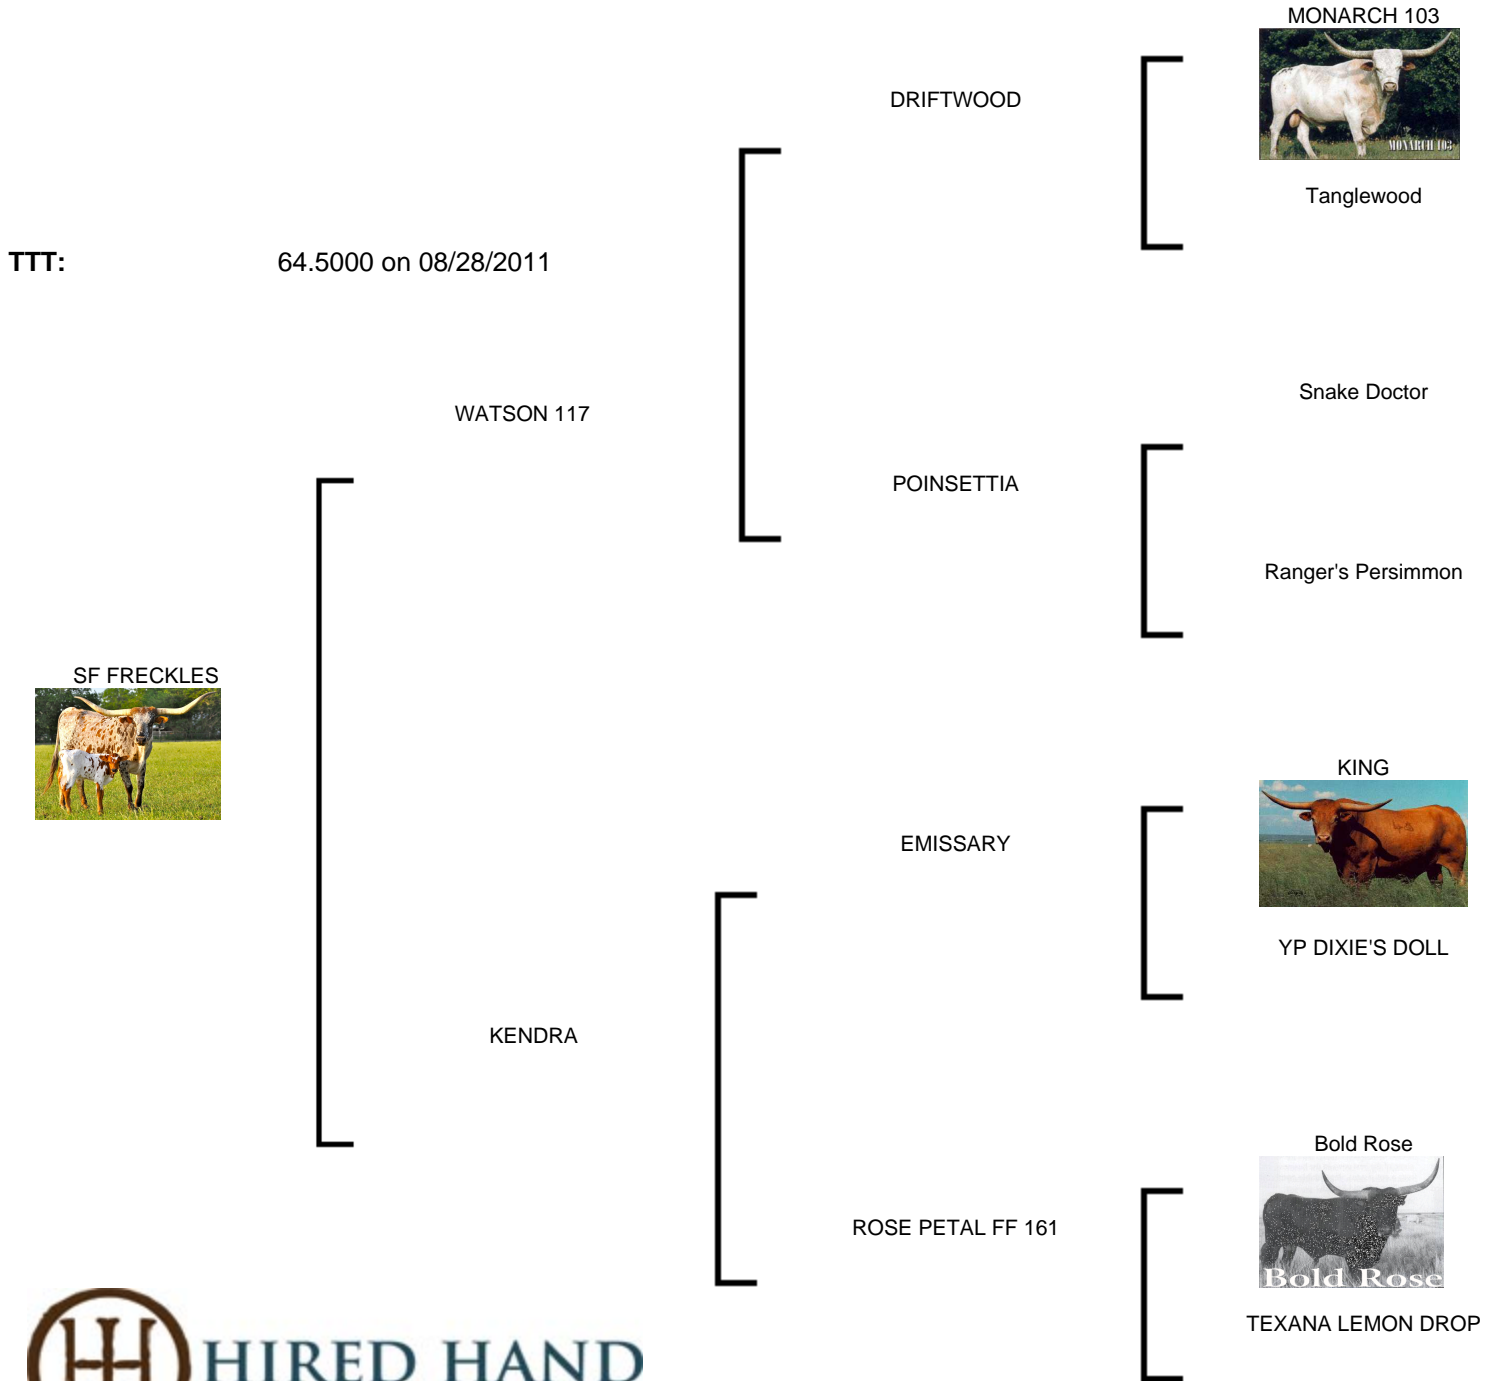 MONARCH 103
MONARCH 103
DRIFTWOOD
Tanglewood
TTT: 64.5000 on 08/28/2011
Snake Doctor
WATSON 117
POINSETTIA
Ranger's Persimmon
SF FRECKLES
KING
EMISSARY
YP DIXIE'S DOLL
KENDRA
Bold Rose
ROSE PETAL FF 161
Bold Rose
TEXANA LEMON DROP
HIRED HAND